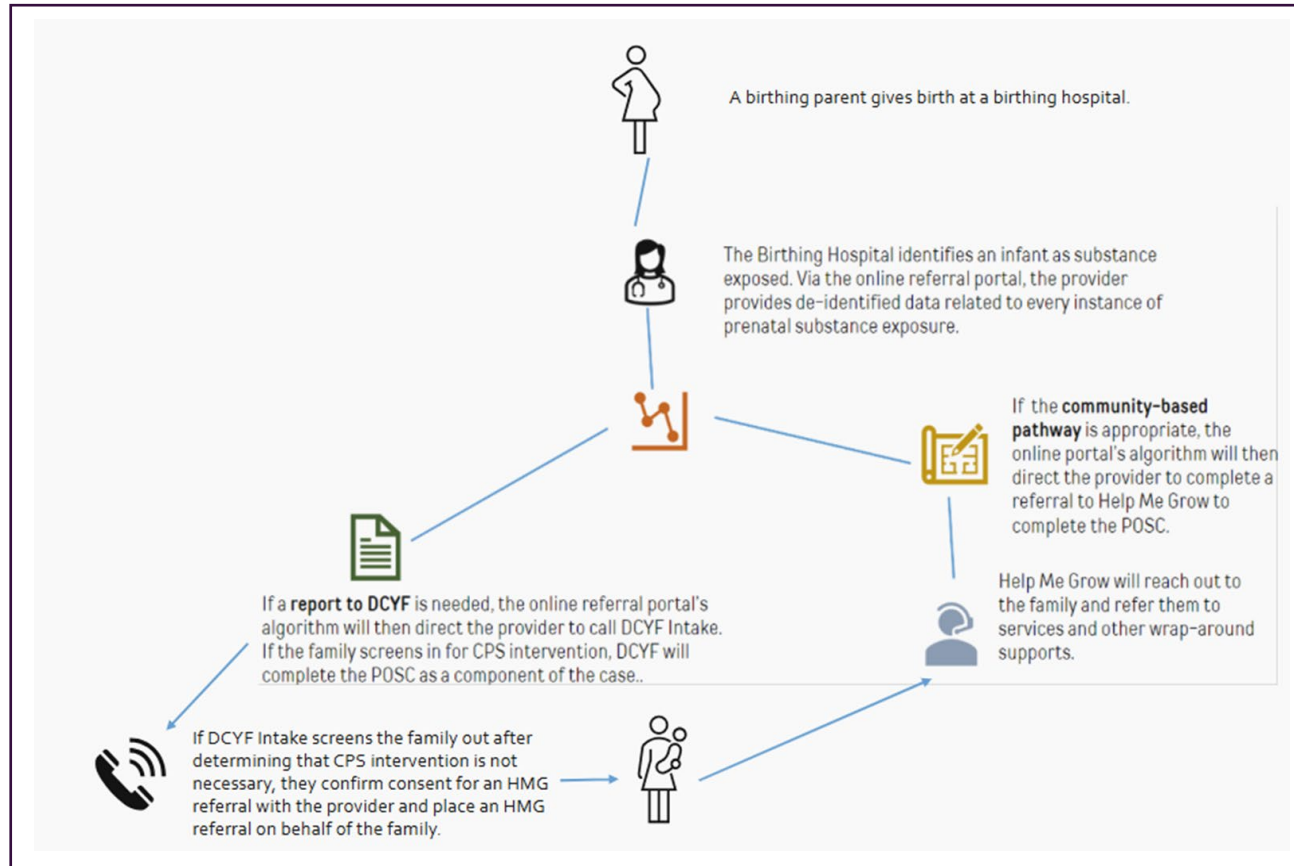 A birthing parent gives birth at a birthing hospital.
The Birthing Hospital identifies an infant as substance
exposed. Via the online referral portal, the provider
provides de-identified data related to every instance of
prenatal substance exposure.
If the community-based
pathway is appropriate, the
online portal's algorithm will then
direct the provider to complete a
referral to Help Me Grow to
complete the POSC.
If a report to DCYF is needed, the online referral portal's
algorithm will then direct the provider to call DCYF Intake.
If the family screens in for CPS intervention, DCYF will
complete the POSC as a component of the case..
Help Me Grow will reach out to
the family and refer them to
services and other wrap-around
supports.
If DCYF Intake screens the family out after
determining that CPS intervention is not
necessary, they confirm consent for an HMG
referral with the provider and place an HMG
referral on behalf of the family.